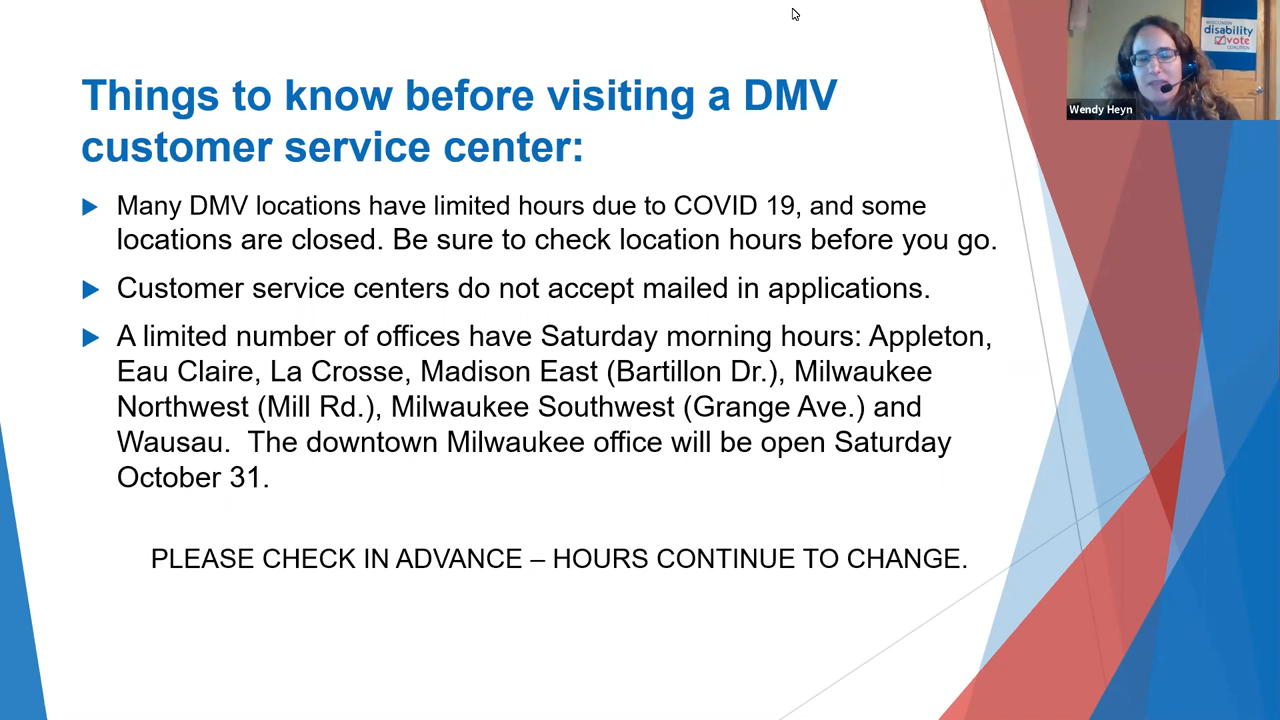 Things to know before visiting a DMV
customer service center:
Many DMV locations have limited hours due to COVID 19, and some
locations are closed. Be sure to check location hours before you go.
Customer service centers do not accept mailed in applications.
A limited number of offices have Saturday morning hours: Appleton,
Eau Claire, La Crosse, Madison East (Bartillon Dr.), Milwaukee
Northwest (Mill Rd.), Milwaukee Southwest (Grange Ave.) and
Wausau.  The downtown Milwaukee office will be open Saturday
October 31.
PLEASE CHECK IN ADVANCE – HOURS CONTINUE TO CHANGE.
WISCONSIN
disability
vote
COALITION
Wendy Heyn